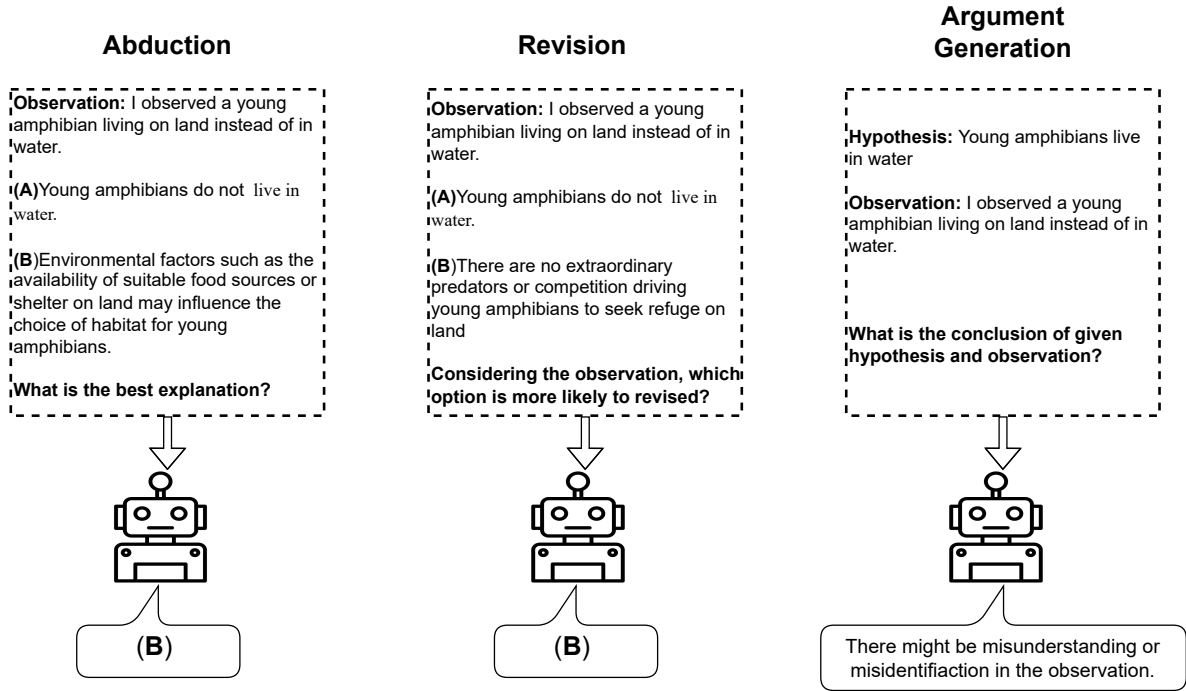 Abduction
Observation: I observed a young
amphibian living on land instead of in
water.
(A)Young amphibians do not live in
water.
(B)Environmental factors such as the
availability of suitable food sources or
shelter on land may influence the
choice of habitat for young
amphibians.
What is the best explanation?
(B)
Revision
Observation: I observed a young
amphibian living on land instead of in
water.
(A)Young amphibians do not live in
water.
(B)There are no extraordinary
predators or competition driving
young amphibians to seek refuge on
land
Considering the observation, which
option is more likely to revised?
(B)
Argument
Generation
Hypothesis: Young amphibians live
in water
Observation: I observed a young
amphibian living on land instead of in
water.
What is the conclusion of given
hypothesis and observation?
There might be misunderstanding or
misidentifiaction in the observation.